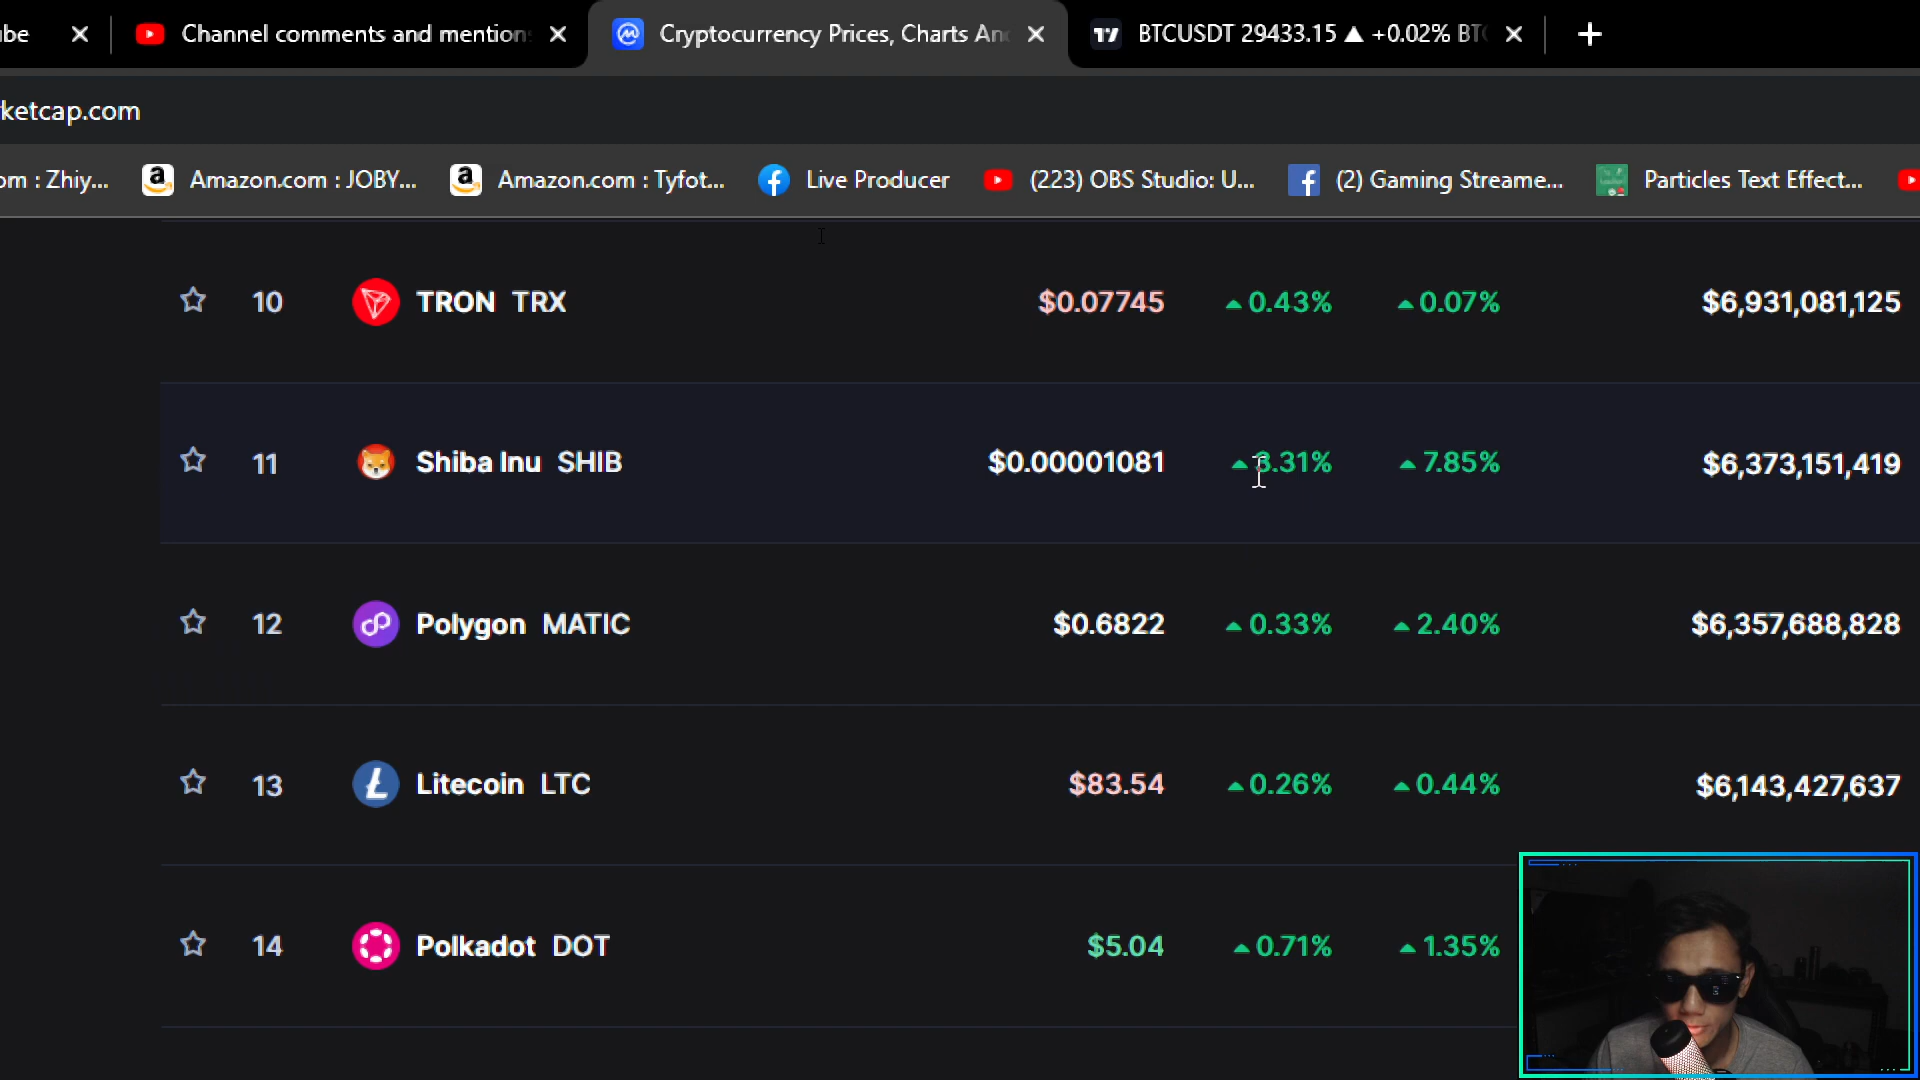 be Channel comments and mention Cryptocurrency Prices, Charts An BTCUSDT 29433.15 ▲ +0.02% BT
ketcap.com
om : Zhiy... Amazon.com : JOBY... Amazon.com : Tyfot... Live Producer (223) OBS Studio: U... (2) Gaming Streame... Particles Text Effect...
10 TRON TRX $0.07745 0.43% 0.07% $6,931,081,125
11 Shiba Inu SHIB $0.00001081 3.31% 7.85% $6,373,151,419
12 Polygon MATIC $0.6822 0.33% 2.40% $6,357,688,828
13 Litecoin LTC $83.54 0.26% 0.44% $6,143,427,637
14 Polkadot DOT $5.04 0.71% 1.35%